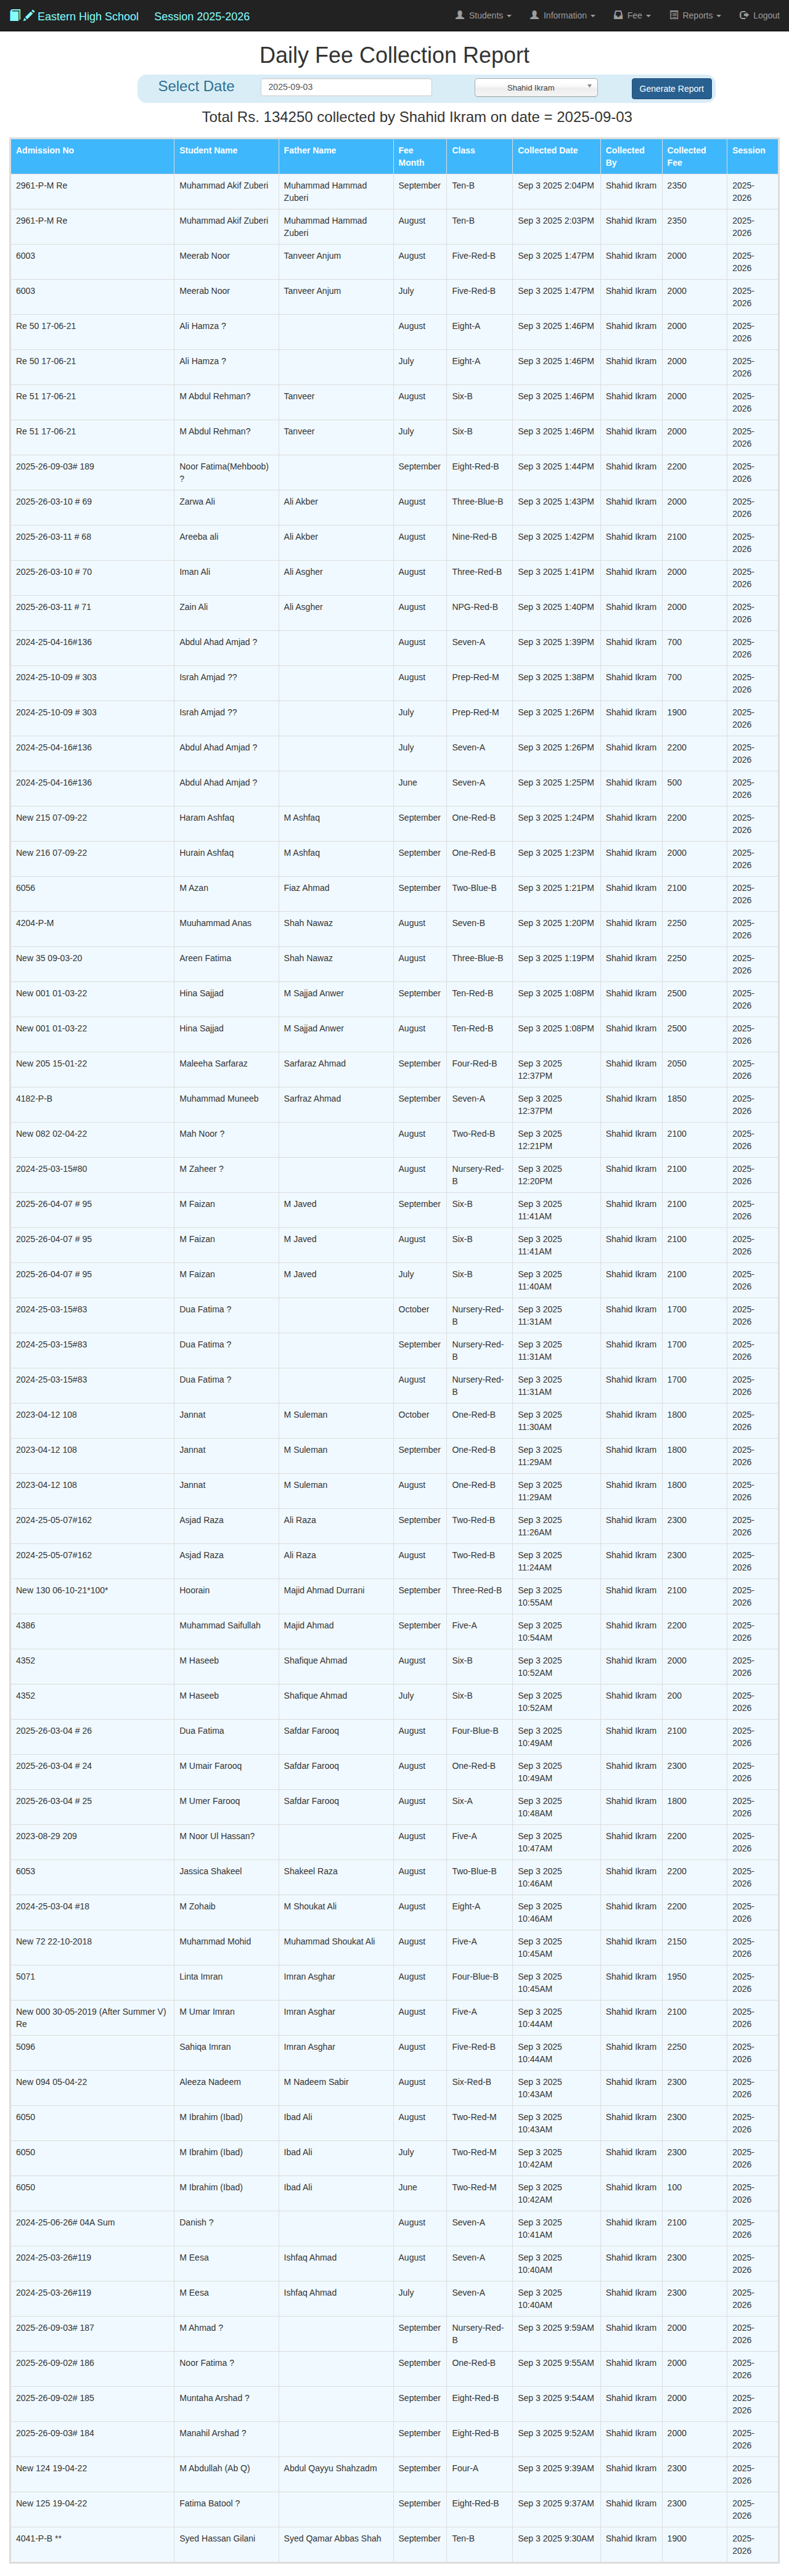 Eastern High School Session 2025-2026 Students Information Fee Reports Logout
Daily Fee Collection Report
Select Date 2025-09-03 Shahid Ikram Generate Report
Total Rs. 134250 collected by Shahid Ikram on date = 2025-09-03
Admission No Student Name Father Name Fee Month Class Collected Date Collected By Collected Fee Session
2961-P-M Re Muhammad Akif Zuberi Muhammad Hammad Zuberi September Ten-B Sep 3 2025 2:04PM Shahid Ikram 2350 2025-2026
2961-P-M Re Muhammad Akif Zuberi Muhammad Hammad Zuberi August Ten-B Sep 3 2025 2:03PM Shahid Ikram 2350 2025-2026
6003 Meerab Noor Tanveer Anjum August Five-Red-B Sep 3 2025 1:47PM Shahid Ikram 2000 2025-2026
6003 Meerab Noor Tanveer Anjum July Five-Red-B Sep 3 2025 1:47PM Shahid Ikram 2000 2025-2026
Re 50 17-06-21 Ali Hamza ? August Eight-A Sep 3 2025 1:46PM Shahid Ikram 2000 2025-2026
Re 50 17-06-21 Ali Hamza ? July Eight-A Sep 3 2025 1:46PM Shahid Ikram 2000 2025-2026
Re 51 17-06-21 M Abdul Rehman? Tanveer August Six-B Sep 3 2025 1:46PM Shahid Ikram 2000 2025-2026
Re 51 17-06-21 M Abdul Rehman? Tanveer July Six-B Sep 3 2025 1:46PM Shahid Ikram 2000 2025-2026
2025-26-09-03# 189 Noor Fatima(Mehboob) ? September Eight-Red-B Sep 3 2025 1:44PM Shahid Ikram 2200 2025-2026
2025-26-03-10 # 69 Zarwa Ali Ali Akber August Three-Blue-B Sep 3 2025 1:43PM Shahid Ikram 2000 2025-2026
2025-26-03-11 # 68 Areeba ali Ali Akber August Nine-Red-B Sep 3 2025 1:42PM Shahid Ikram 2100 2025-2026
2025-26-03-10 # 70 Iman Ali Ali Asgher August Three-Red-B Sep 3 2025 1:41PM Shahid Ikram 2000 2025-2026
2025-26-03-11 # 71 Zain Ali Ali Asgher August NPG-Red-B Sep 3 2025 1:40PM Shahid Ikram 2000 2025-2026
2024-25-04-16#136 Abdul Ahad Amjad ? August Seven-A Sep 3 2025 1:39PM Shahid Ikram 700 2025-2026
2024-25-10-09 # 303 Israh Amjad ?? August Prep-Red-M Sep 3 2025 1:38PM Shahid Ikram 700 2025-2026
2024-25-10-09 # 303 Israh Amjad ?? July Prep-Red-M Sep 3 2025 1:26PM Shahid Ikram 1900 2025-2026
2024-25-04-16#136 Abdul Ahad Amjad ? July Seven-A Sep 3 2025 1:26PM Shahid Ikram 2200 2025-2026
2024-25-04-16#136 Abdul Ahad Amjad ? June Seven-A Sep 3 2025 1:25PM Shahid Ikram 500 2025-2026
New 215 07-09-22 Haram Ashfaq M Ashfaq September One-Red-B Sep 3 2025 1:24PM Shahid Ikram 2200 2025-2026
New 216 07-09-22 Hurain Ashfaq M Ashfaq September One-Red-B Sep 3 2025 1:23PM Shahid Ikram 2000 2025-2026
6056 M Azan Fiaz Ahmad September Two-Blue-B Sep 3 2025 1:21PM Shahid Ikram 2100 2025-2026
4204-P-M Muuhammad Anas Shah Nawaz August Seven-B Sep 3 2025 1:20PM Shahid Ikram 2250 2025-2026
New 35 09-03-20 Areen Fatima Shah Nawaz August Three-Blue-B Sep 3 2025 1:19PM Shahid Ikram 2250 2025-2026
New 001 01-03-22 Hina Sajjad M Sajjad Anwer September Ten-Red-B Sep 3 2025 1:08PM Shahid Ikram 2500 2025-2026
New 001 01-03-22 Hina Sajjad M Sajjad Anwer August Ten-Red-B Sep 3 2025 1:08PM Shahid Ikram 2500 2025-2026
New 205 15-01-22 Maleeha Sarfaraz Sarfaraz Ahmad September Four-Red-B Sep 3 2025 12:37PM Shahid Ikram 2050 2025-2026
4182-P-B Muhammad Muneeb Sarfraz Ahmad September Seven-A Sep 3 2025 12:37PM Shahid Ikram 1850 2025-2026
New 082 02-04-22 Mah Noor ? August Two-Red-B Sep 3 2025 12:21PM Shahid Ikram 2100 2025-2026
2024-25-03-15#80 M Zaheer ? August Nursery-Red-B Sep 3 2025 12:20PM Shahid Ikram 2100 2025-2026
2025-26-04-07 # 95 M Faizan M Javed September Six-B Sep 3 2025 11:41AM Shahid Ikram 2100 2025-2026
2025-26-04-07 # 95 M Faizan M Javed August Six-B Sep 3 2025 11:41AM Shahid Ikram 2100 2025-2026
2025-26-04-07 # 95 M Faizan M Javed July Six-B Sep 3 2025 11:40AM Shahid Ikram 2100 2025-2026
2024-25-03-15#83 Dua Fatima ? October Nursery-Red-B Sep 3 2025 11:31AM Shahid Ikram 1700 2025-2026
2024-25-03-15#83 Dua Fatima ? September Nursery-Red-B Sep 3 2025 11:31AM Shahid Ikram 1700 2025-2026
2024-25-03-15#83 Dua Fatima ? August Nursery-Red-B Sep 3 2025 11:31AM Shahid Ikram 1700 2025-2026
2023-04-12 108 Jannat M Suleman October One-Red-B Sep 3 2025 11:30AM Shahid Ikram 1800 2025-2026
2023-04-12 108 Jannat M Suleman September One-Red-B Sep 3 2025 11:29AM Shahid Ikram 1800 2025-2026
2023-04-12 108 Jannat M Suleman August One-Red-B Sep 3 2025 11:29AM Shahid Ikram 1800 2025-2026
2024-25-05-07#162 Asjad Raza Ali Raza September Two-Red-B Sep 3 2025 11:26AM Shahid Ikram 2300 2025-2026
2024-25-05-07#162 Asjad Raza Ali Raza August Two-Red-B Sep 3 2025 11:24AM Shahid Ikram 2300 2025-2026
New 130 06-10-21*100* Hoorain Majid Ahmad Durrani September Three-Red-B Sep 3 2025 10:55AM Shahid Ikram 2100 2025-2026
4386 Muhammad Saifullah Majid Ahmad September Five-A Sep 3 2025 10:54AM Shahid Ikram 2200 2025-2026
4352 M Haseeb Shafique Ahmad August Six-B Sep 3 2025 10:52AM Shahid Ikram 2000 2025-2026
4352 M Haseeb Shafique Ahmad July Six-B Sep 3 2025 10:52AM Shahid Ikram 200 2025-2026
2025-26-03-04 # 26 Dua Fatima Safdar Farooq August Four-Blue-B Sep 3 2025 10:49AM Shahid Ikram 2100 2025-2026
2025-26-03-04 # 24 M Umair Farooq Safdar Farooq August One-Red-B Sep 3 2025 10:49AM Shahid Ikram 2300 2025-2026
2025-26-03-04 # 25 M Umer Farooq Safdar Farooq August Six-A Sep 3 2025 10:48AM Shahid Ikram 1800 2025-2026
2023-08-29 209 M Noor Ul Hassan? August Five-A Sep 3 2025 10:47AM Shahid Ikram 2200 2025-2026
6053 Jassica Shakeel Shakeel Raza August Two-Blue-B Sep 3 2025 10:46AM Shahid Ikram 2200 2025-2026
2024-25-03-04 #18 M Zohaib M Shoukat Ali August Eight-A Sep 3 2025 10:46AM Shahid Ikram 2200 2025-2026
New 72 22-10-2018 Muhammad Mohid Muhammad Shoukat Ali August Five-A Sep 3 2025 10:45AM Shahid Ikram 2150 2025-2026
5071 Linta Imran Imran Asghar August Four-Blue-B Sep 3 2025 10:45AM Shahid Ikram 1950 2025-2026
New 000 30-05-2019 (After Summer V) Re M Umar Imran Imran Asghar August Five-A Sep 3 2025 10:44AM Shahid Ikram 2100 2025-2026
5096 Sahiqa Imran Imran Asghar August Five-Red-B Sep 3 2025 10:44AM Shahid Ikram 2250 2025-2026
New 094 05-04-22 Aleeza Nadeem M Nadeem Sabir August Six-Red-B Sep 3 2025 10:43AM Shahid Ikram 2300 2025-2026
6050 M Ibrahim (Ibad) Ibad Ali August Two-Red-M Sep 3 2025 10:43AM Shahid Ikram 2300 2025-2026
6050 M Ibrahim (Ibad) Ibad Ali July Two-Red-M Sep 3 2025 10:42AM Shahid Ikram 2300 2025-2026
6050 M Ibrahim (Ibad) Ibad Ali June Two-Red-M Sep 3 2025 10:42AM Shahid Ikram 100 2025-2026
2024-25-06-26# 04A Sum Danish ? August Seven-A Sep 3 2025 10:41AM Shahid Ikram 2100 2025-2026
2024-25-03-26#119 M Eesa Ishfaq Ahmad August Seven-A Sep 3 2025 10:40AM Shahid Ikram 2300 2025-2026
2024-25-03-26#119 M Eesa Ishfaq Ahmad July Seven-A Sep 3 2025 10:40AM Shahid Ikram 2300 2025-2026
2025-26-09-03# 187 M Ahmad ? September Nursery-Red-B Sep 3 2025 9:59AM Shahid Ikram 2000 2025-2026
2025-26-09-02# 186 Noor Fatima ? September One-Red-B Sep 3 2025 9:55AM Shahid Ikram 2000 2025-2026
2025-26-09-02# 185 Muntaha Arshad ? September Eight-Red-B Sep 3 2025 9:54AM Shahid Ikram 2000 2025-2026
2025-26-09-03# 184 Manahil Arshad ? September Eight-Red-B Sep 3 2025 9:52AM Shahid Ikram 2000 2025-2026
New 124 19-04-22 M Abdullah (Ab Q) Abdul Qayyu Shahzadm September Four-A Sep 3 2025 9:39AM Shahid Ikram 2300 2025-2026
New 125 19-04-22 Fatima Batool ? September Eight-Red-B Sep 3 2025 9:37AM Shahid Ikram 2300 2025-2026
4041-P-B ** Syed Hassan Gilani Syed Qamar Abbas Shah September Ten-B Sep 3 2025 9:30AM Shahid Ikram 1900 2025-2026